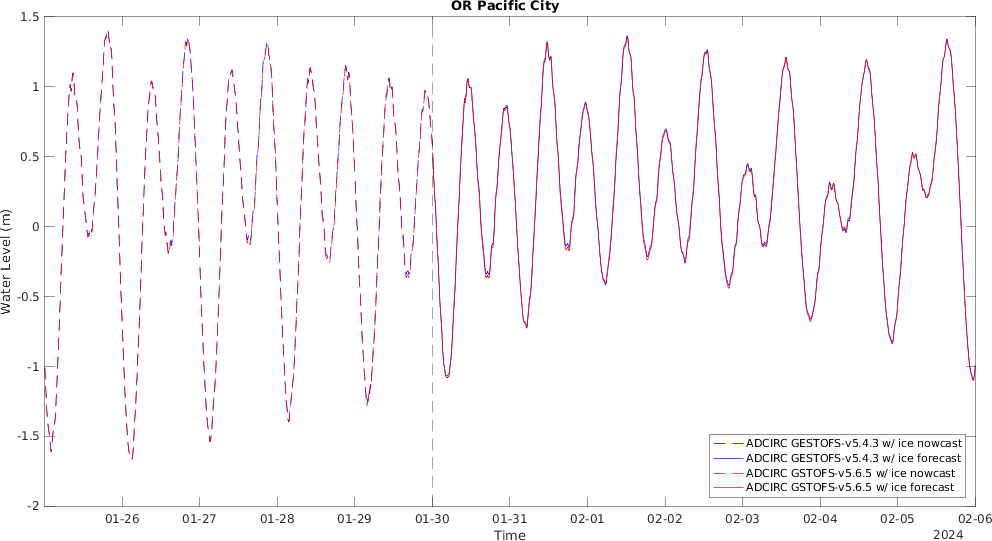 OR Pacific City
1.5
1
0.5
0
-0.5
-1
-1.5
-2
Water Level (m)
ADCIRC GESTOFS-v5.4.3 w/ ice nowcast
ADCIRC GESTOFS-v5.4.3 w/ ice forecast
ADCIRC GSTOFS-v5.6.5 w/ ice nowcast
ADCIRC GSTOFS-v5.6.5 w/ ice forecast
01-26 01-27 01-28 01-29 01-30 01-31 02-01 02-02 02-03 02-04 02-05 02-06
Time
2024